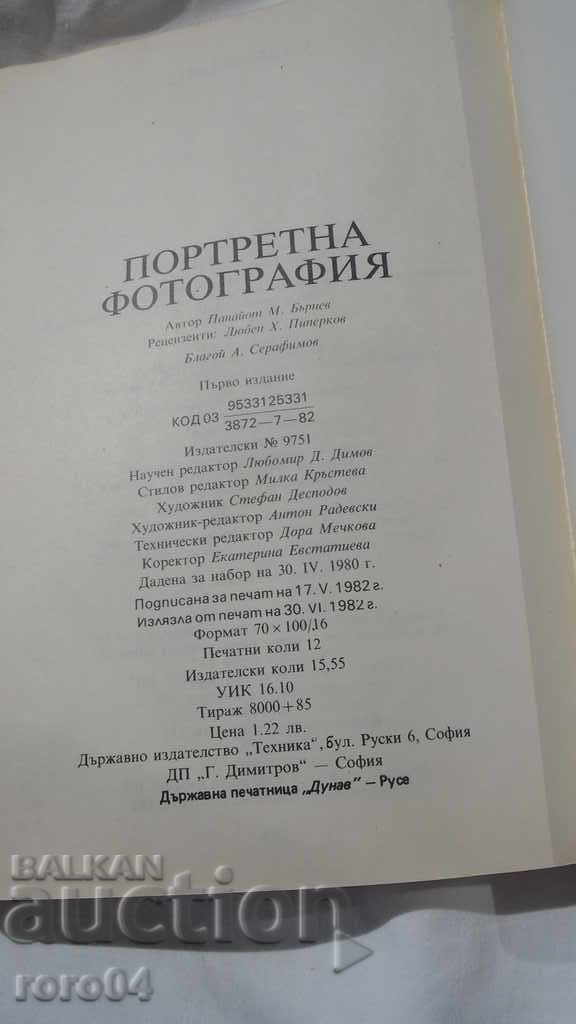 ПОРТРЕТНА
ФОТОГРАФИЯ
Автор Панайот М. Бърнев
Рецензенти: Любен Х. Пиперков
Благой А. Серафимов
Първо издание
КОД 03 9533125331
3872—7—82
Издателски № 9751
Научен редактор Любомир Д. Димов
Стилов редактор Милка Кръстева
Художник Стефан Десподов
Художник-редактор Антон Радевски
Технически редактор Дора Мечкова
Коректор Екатерина Евстатиева
Дадена за набор на 30. IV. 1980 г.
Подписана за печат на 17. V. 1982 г.
Излязла от печат на 30. VI. 1982 г.
Формат 70 × 100/16
Печатни коли 12
Издателски коли 15,55
УИК 16.10
Тираж 8000+85
Цена 1.22 лв.
Държавно издателство „Техника", бул. Руски 6, София
ДП „Г. Димитров" — София
Държавна печатница „Дунав" — Русе
BALKAN
auction
roro04